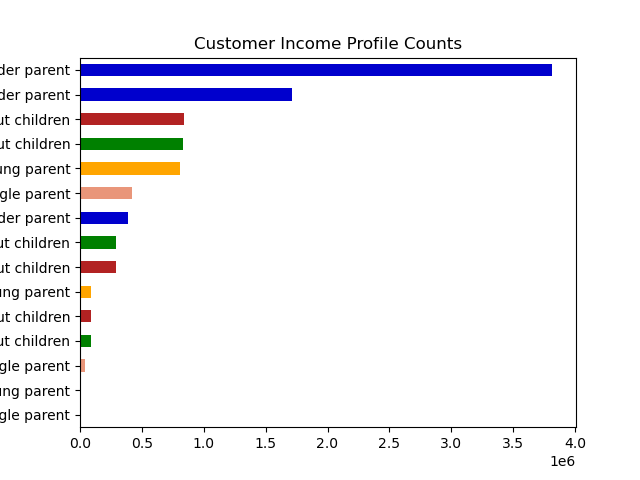 Customer Income Profile Counts
der parent
der parent
ut children
ut children
ung parent
gle parent
der parent
ut children
ut children
ung parent
ut children
ut children
gle parent
ung parent
gle parent
0.0 0.5 1.0 1.5 2.0 2.5 3.0 3.5 4.0
1e6